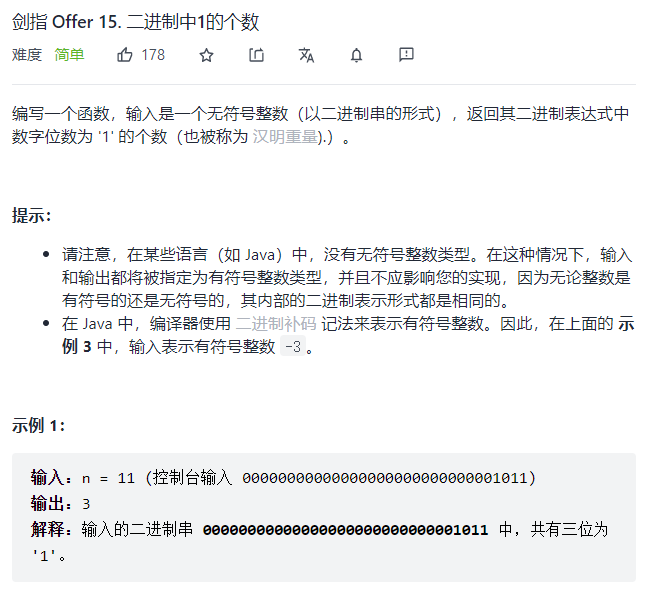 剑指 Offer 15. 二进制中1的个数
难度 简单 178
编写一个函数，输入是一个无符号整数（以二进制串的形式），返回其二进制表达式中
数字位数为 '1' 的个数（也被称为 汉明重量).）。
提示：
请注意，在某些语言（如 Java）中，没有无符号整数类型。在这种情况下，输入
和输出都将被指定为有符号整数类型，并且不应影响您的实现，因为无论整数是
有符号的还是无符号的，其内部的二进制表示形式都是相同的。
在 Java 中，编译器使用 二进制补码 记法来表示有符号整数。因此，在上面的 示
例 3 中，输入表示有符号整数 -3。
示例 1：
输入：n = 11 (控制台输入 00000000000000000000000000001011)
输出：3
解释：输入的二进制串 00000000000000000000000000001011 中，共有三位为
'1'。